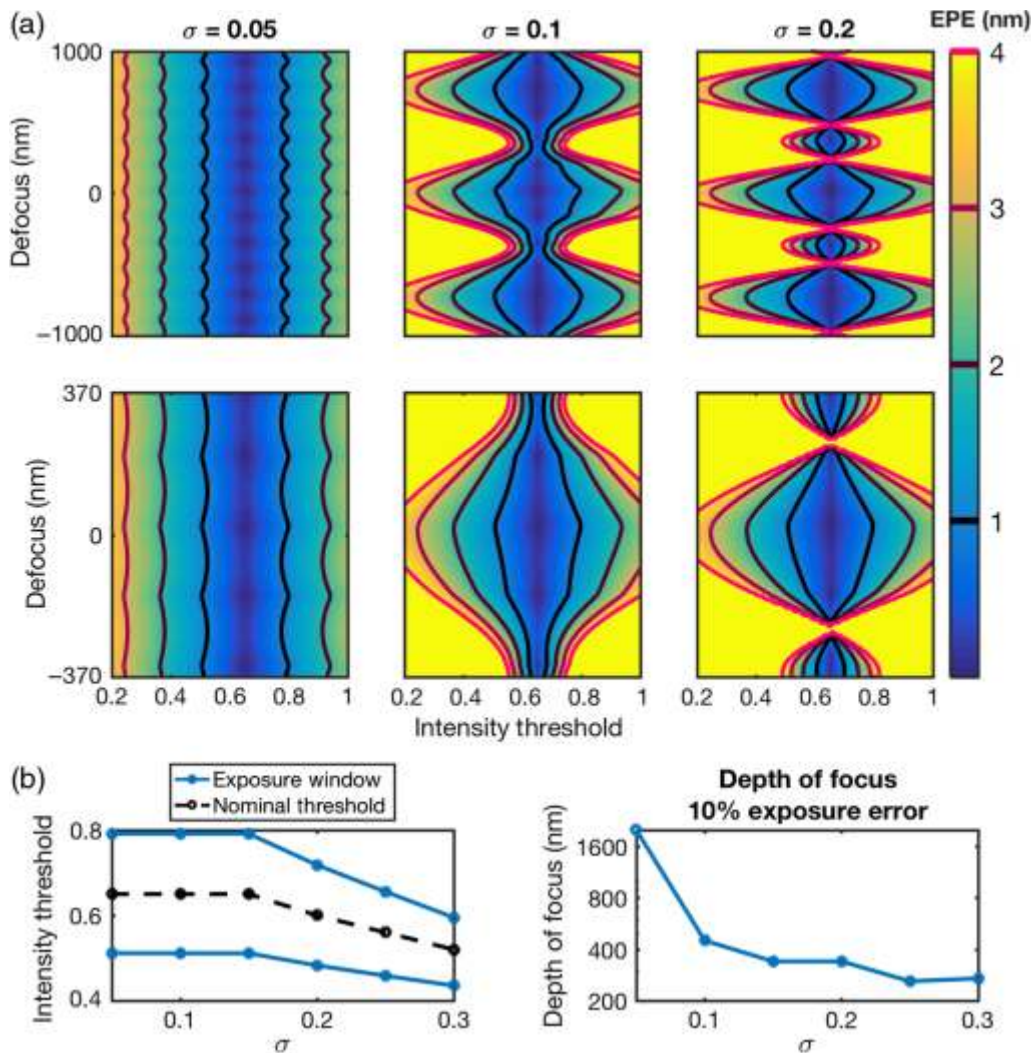 (a)
σ = 0.05
σ = 0.1
σ = 0.2
EPE (nm)
1000
0
−1000
Defocus (nm)
4
3
2
1
370
0
−370
Defocus (nm)
0.2 0.4 0.6 0.8 1
0.2 0.4 0.6 0.8 1
0.2 0.4 0.6 0.8 1
Intensity threshold
(b)
Exposure window
Nominal threshold
Depth of focus
10% exposure error
0.8
0.6
0.4
Intensity threshold
0.1 0.2 0.3
σ
1600
800
400
200
Depth of focus (nm)
0.1 0.2 0.3
σ